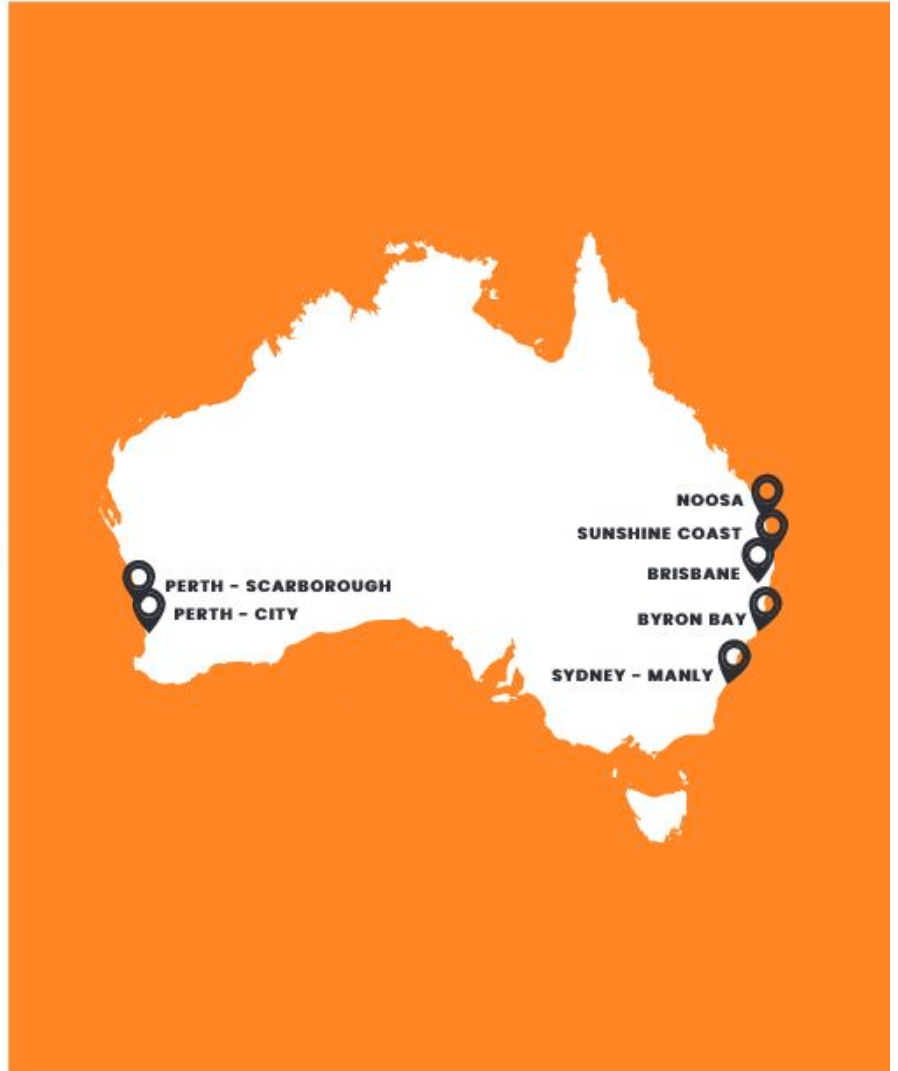 NOOSA
SUNSHINE COAST
BRISBANE
PERTH - SCARBOROUGH
PERTH - CITY
BYRON BAY
SYDNEY - MANLY